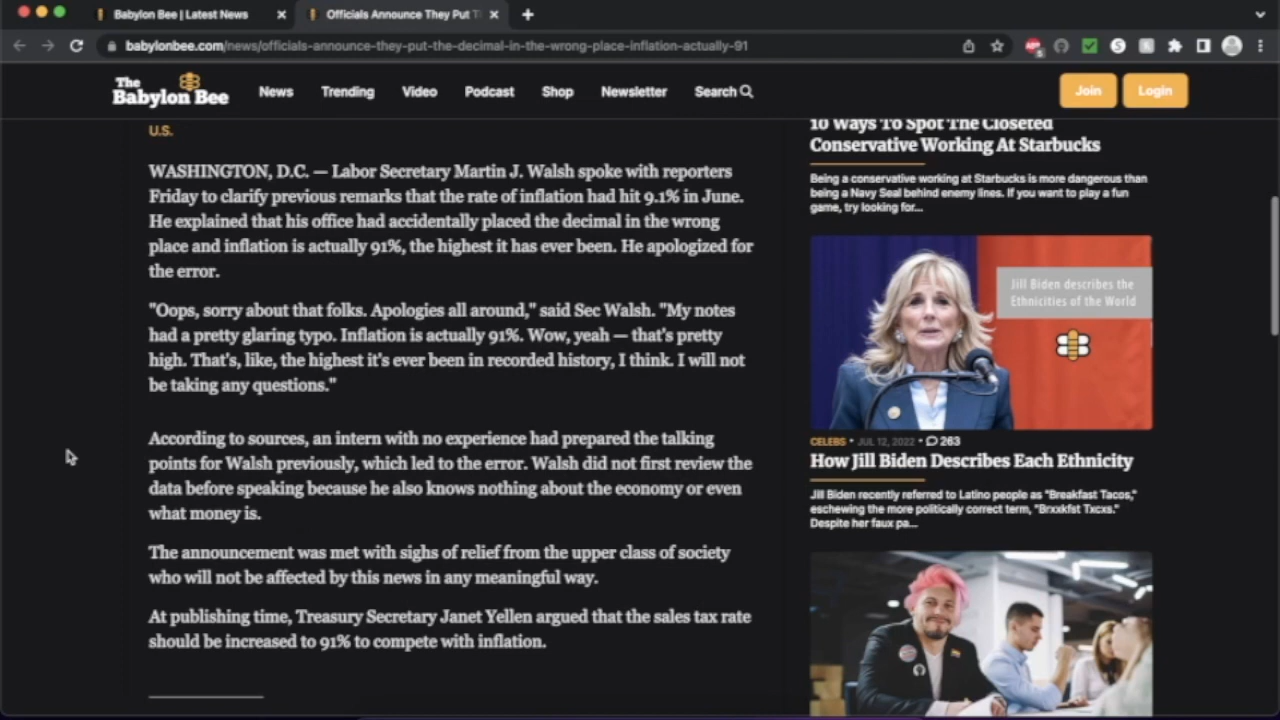 Babylon Bee | Latest News
Officials Announce They Put T
babylonbee.com/news/officials-announce-they-put-the-decimal-in-the-wrong-place-inflation-actually-91
The
Babylon Bee
News
Trending
Video
Podcast
Shop
Newsletter
Search
Join
Login
U.S.
WASHINGTON, D.C. — Labor Secretary Martin J. Walsh spoke with reporters
Friday to clarify previous remarks that the rate of inflation had hit 9.1% in June.
He explained that his office had accidentally placed the decimal in the wrong
place and inflation is actually 91%, the highest it has ever been. He apologized for
the error.
"Oops, sorry about that folks. Apologies all around," said Sec Walsh. "My notes
had a pretty glaring typo. Inflation is actually 91%. Wow, yeah — that's pretty
high. That's, like, the highest it's ever been in recorded history, I think. I will not
be taking any questions."
According to sources, an intern with no experience had prepared the talking
points for Walsh previously, which led to the error. Walsh did not first review the
data before speaking because he also knows nothing about the economy or even
what money is.
The announcement was met with sighs of relief from the upper class of society
who will not be affected by this news in any meaningful way.
At publishing time, Treasury Secretary Janet Yellen argued that the sales tax rate
should be increased to 91% to compete with inflation.
10 Ways To Spot The Closeted
Conservative Working At Starbucks
Being a conservative working at Starbucks is more dangerous than
being a Navy Seal behind enemy lines. If you want to play a fun
game, try looking for...
Jill Biden describes the
Ethnicities of the World
CELEBS • JUL 12, 2022 • 263
How Jill Biden Describes Each Ethnicity
Jill Biden recently referred to Latino people as "Breakfast Tacos,"
eschewing the more politically correct term, "Brxxkfst Txcxs."
Despite her faux pa...